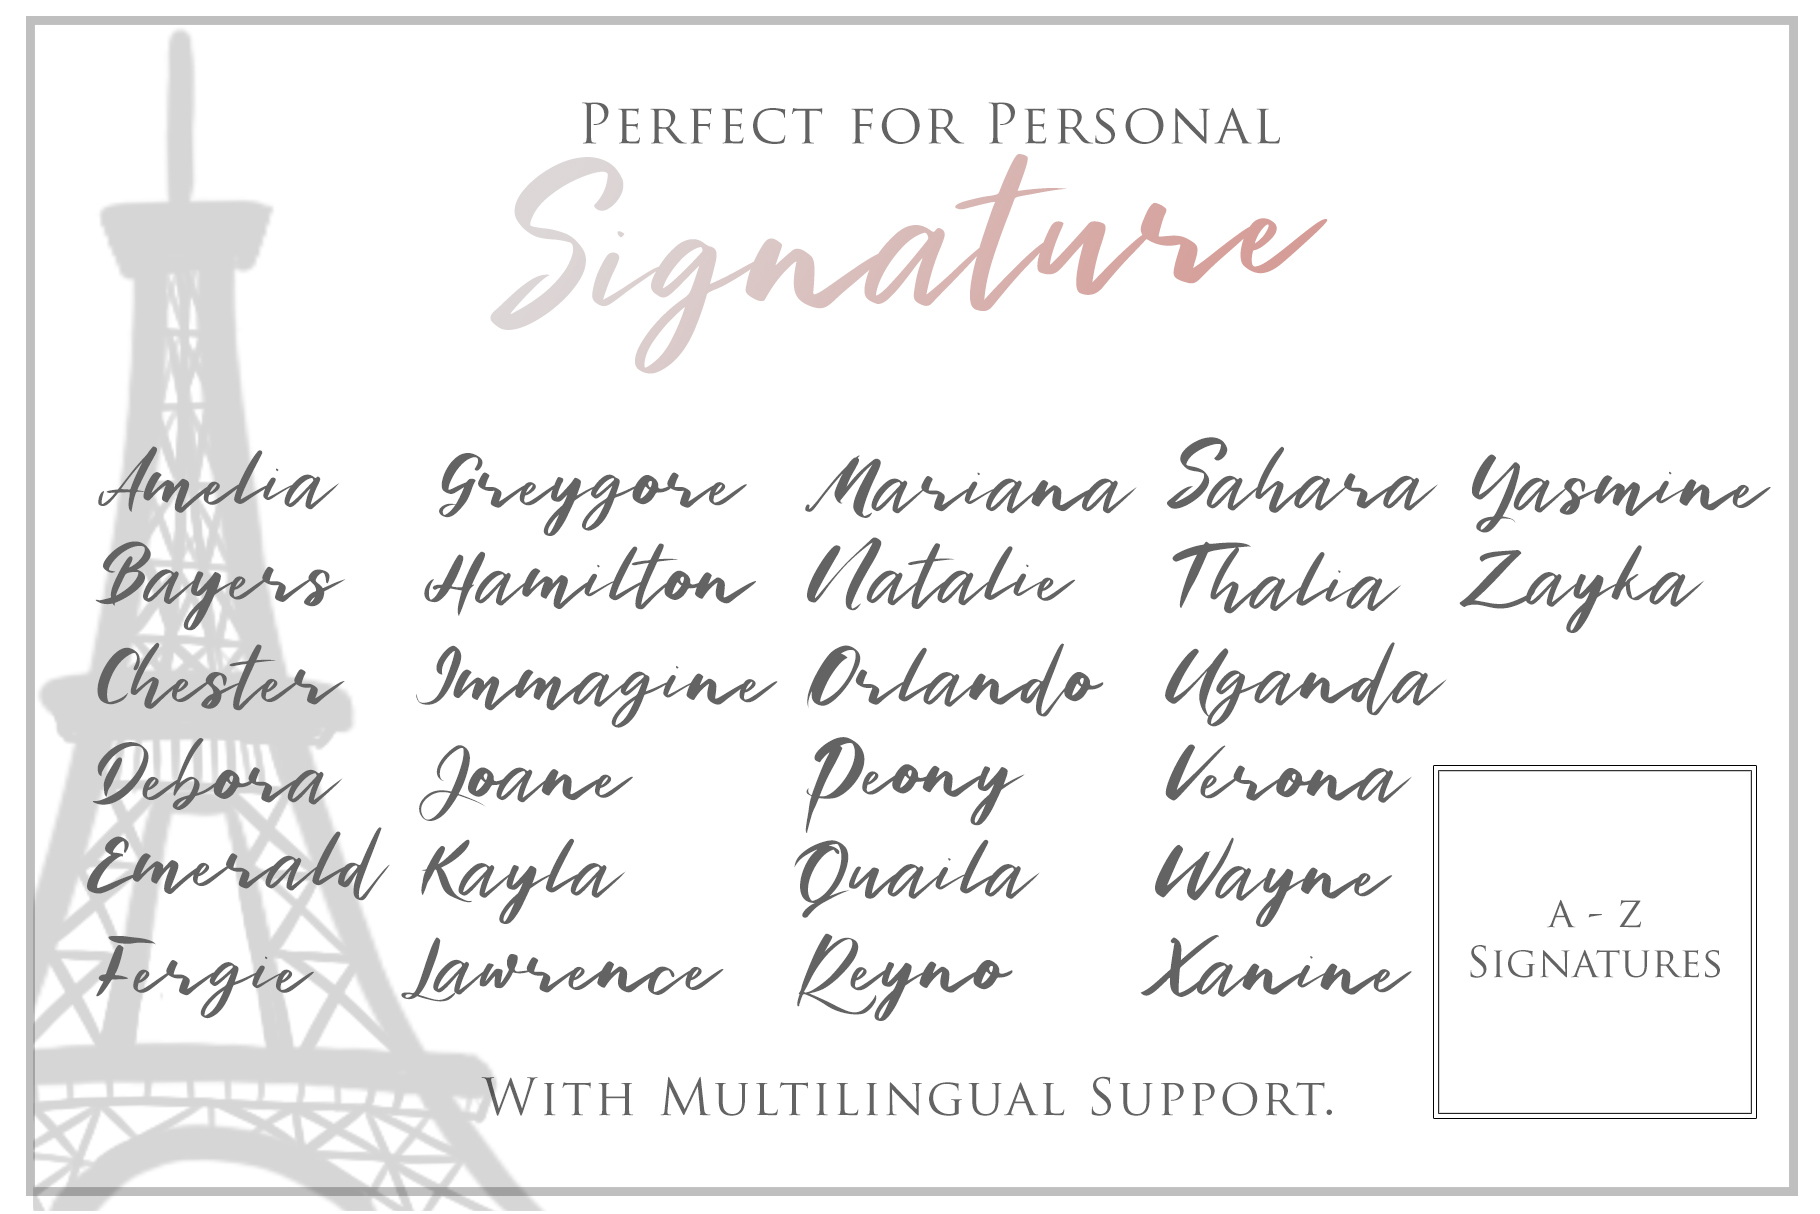 Perfect for Personal
Signature
Amelia
Bayers
Chester
Debora
Emerald
Fergie
Greygore
Hamilton
Immagine
Joane
Kayla
Lawrence
Mariana
Natalie
Orlando
Peony
Quaila
Reyno
Sahara
Thalia
Uganda
Verona
Wayne
Xanine
Yasmine
Zayka
A - Z
Signatures
With Multilingual Support.